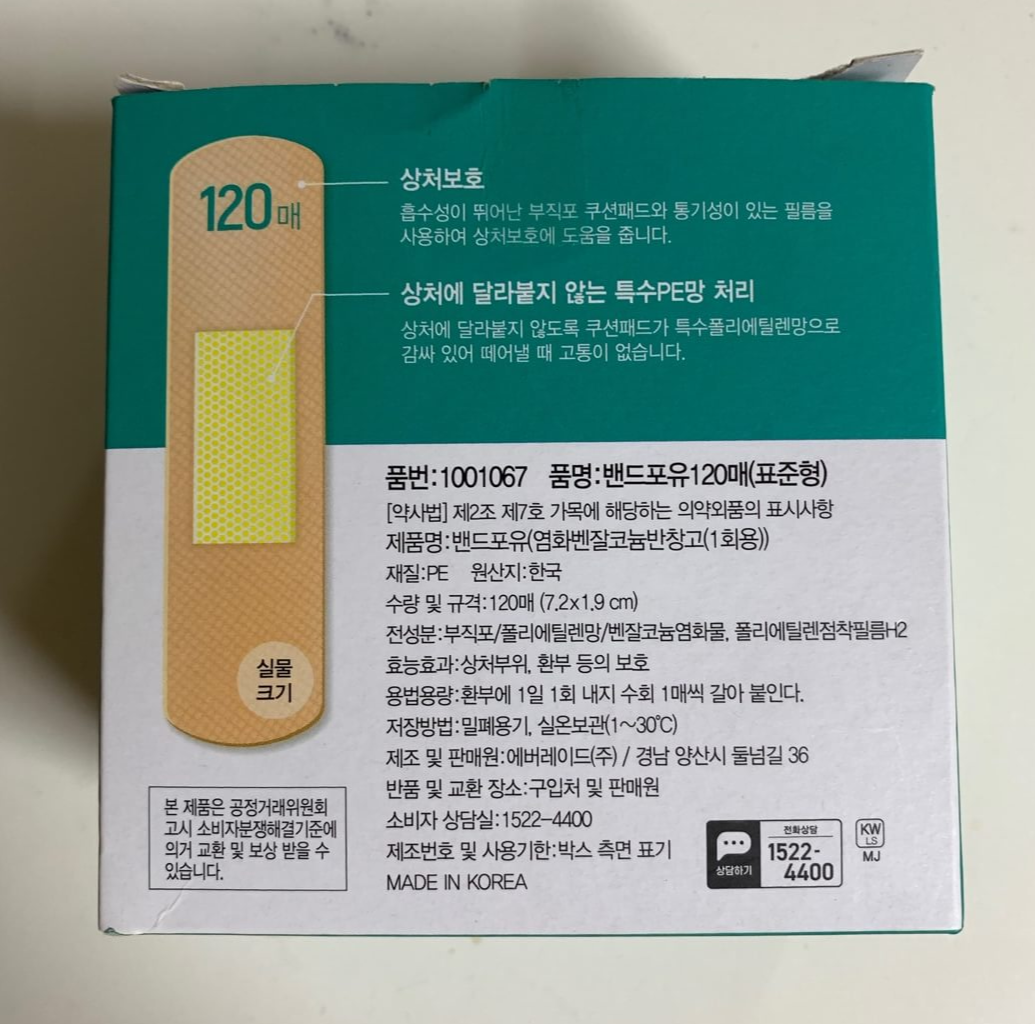 120매
상처보호
흡수성이 뛰어난 부직포 쿠션패드와 통기성이 있는 필름을
사용하여 상처보호에 도움을 줍니다.
상처에 달라붙지 않는 특수PE망 처리
상처에 달라붙지 않도록 쿠션패드가 특수폴리에틸렌망으로
감싸 있어 떼어낼 때 고통이 없습니다.
실물
크기
품번:1001067 품명:밴드포유120매(표준형)
[약사법] 제2조 제7호 가목에 해당하는 의약외품의 표시사항
제품명:밴드포유(염화벤잘코늄반창고(1회용))
재질:PE 원산지:한국
수량 및 규격:120매 (7.2x1.9 cm)
전성분:부직포/폴리에틸렌망/벤잘코늄염화물, 폴리에틸렌점착필름H2
효능효과:상처부위, 환부 등의 보호
용법용량:환부에 1일 1회 내지 수회 1매씩 갈아 붙인다.
저장방법:밀폐용기, 실온보관(1~30℃)
제조 및 판매원:에버레이드(주) / 경남 양산시 둘넘길 36
반품 및 교환 장소:구입처 및 판매원
소비자 상담실:1522-4400
제조번호 및 사용기한:박스 측면 표기
MADE IN KOREA
본 제품은 공정거래위원회
고시 소비자분쟁해결기준에
의거 교환 및 보상 받을 수
있습니다.
상담하기
전화상담
1522-
4400
KW
LS
MJ